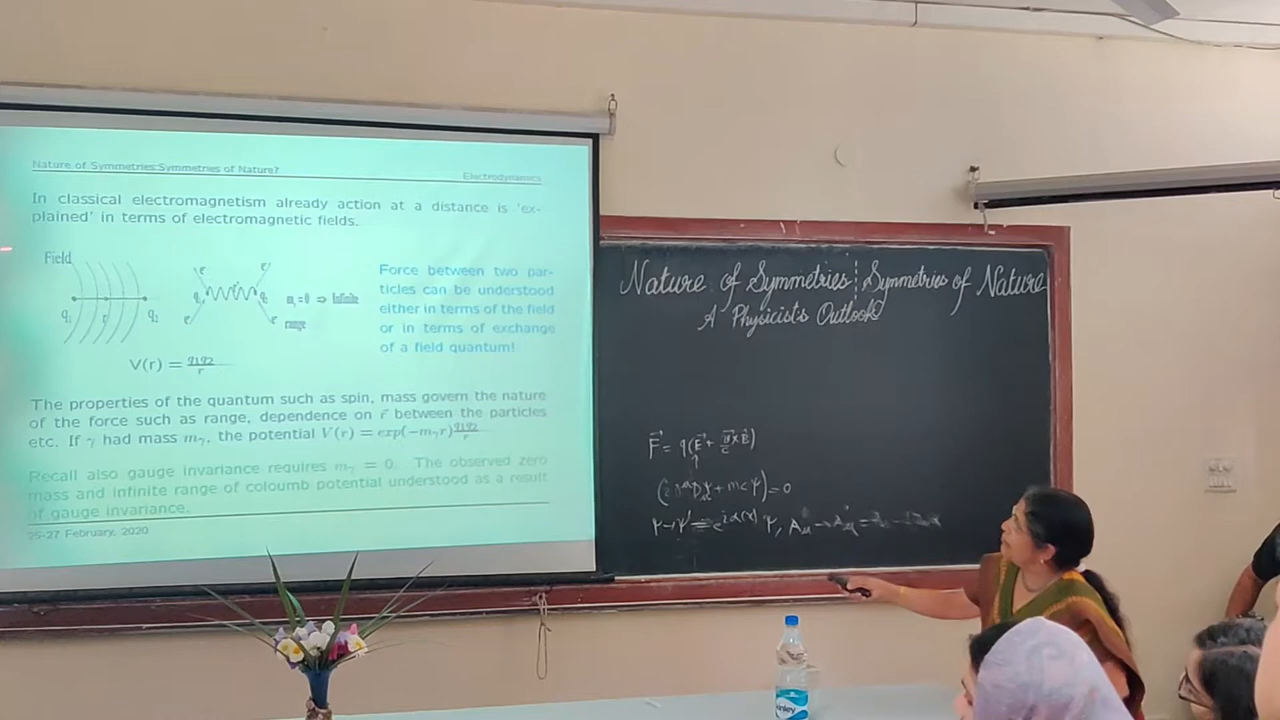 Nature of Symmetries:Symmetries of Nature?
Electrodynamics
In classical electromagnetism already action at a distance is 'ex-
plained' in terms of electromagnetic fields.
Field
q₁ r q₂
e e
q₁ γ q₂ mᵧ=0 ⇒ Infinite
e e range
V(r) = q1q2/r
Force between two par-
ticles can be understood
either in terms of the field
or in terms of exchange
of a field quantum!
The properties of the quantum such as spin, mass govern the nature
of the force such as range, dependence on r⃗ between the particles
etc. If γ had mass mᵧ, the potential V(r) = exp(−mᵧr) q1q2/r
Recall also gauge invariance requires mᵧ = 0. The observed zero
mass and infinite range of coloumb potential understood as a result
of gauge invariance.
25-27 February, 2020
Nature of Symmetries: Symmetries of Nature
A Physicist's Outlook
F⃗ = q(E⃗ + v⃗×B⃗/c)
ψ→ψ' = e^{iα(x)} ψ,
kinley